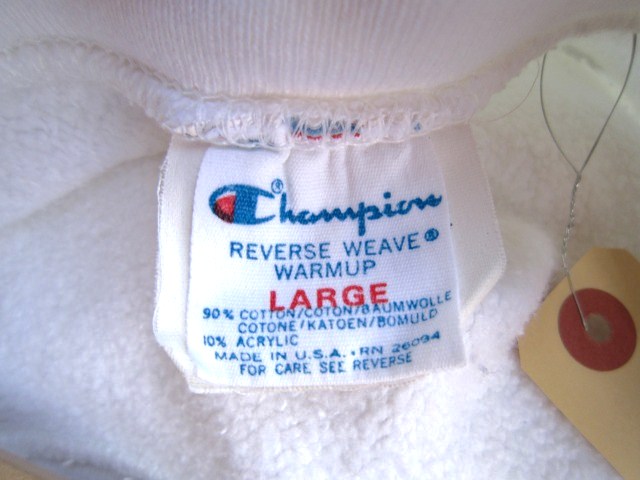 ® Champion
REVERSE WEAVE®
WARMUP
LARGE
90% COTTON/COTON/BAUMWOLLE
COTONE/KATOEN/BOMULD
10% ACRYLIC
MADE IN U.S.A. • RN 26094
FOR CARE SEE REVERSE